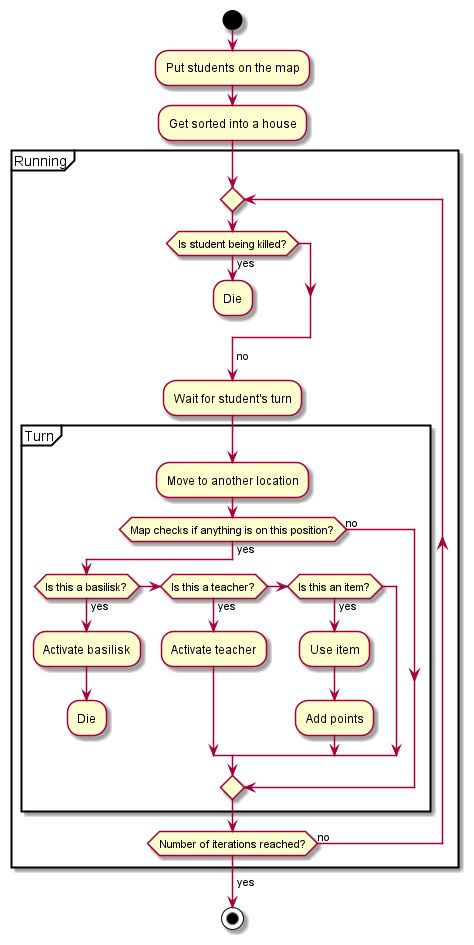 Put students on the map
Get sorted into a house
Running
Is student being killed?
yes
Die
no
Wait for student's turn
Turn
Move to another location
Map checks if anything is on this position?
no
yes
Is this a basilisk?
Is this a teacher?
Is this an item?
yes
yes
yes
Activate basilisk
Activate teacher
Use item
Die
Add points
Number of iterations reached?
no
yes